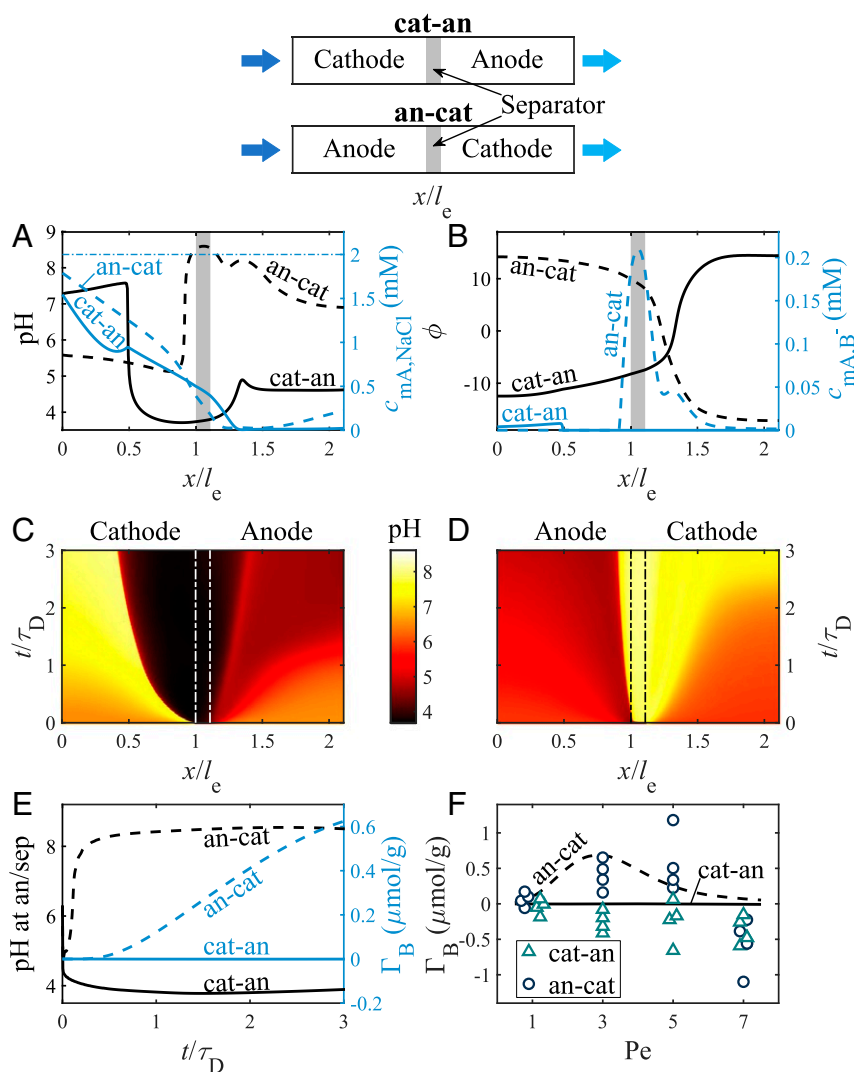 cat-an
Cathode Anode
Separator
an-cat
Anode Cathode
x/l_e
A
pH
9
8
7
6
5
4
an-cat
cat-an
an-cat
cat-an
2
1.5
1
0.5
0
c_mA,NaCl (mM)
0 0.5 1 1.5 2
x/l_e
B
ϕ
10
0
-10
an-cat
an-cat
cat-an
cat-an
0.2
0.15
0.1
0.05
0
c_mA,B⁻ (mM)
0 0.5 1 1.5 2
x/l_e
C
Cathode Anode
t/τ_D
3
2
1
0
0 0.5 1 1.5 2
x/l_e
pH
8
7
6
5
4
D
Anode Cathode
3
2
1
0
t/τ_D
0 0.5 1 1.5 2
x/l_e
E
pH at an/sep
8
6
4
an-cat
an-cat
cat-an
cat-an
0.6
0.4
0.2
0
-0.2
Γ_B (μmol/g)
0 1 2 3
t/τ_D
F
Γ_B- (μmol/g)
1
0.5
0
-0.5
-1
an-cat
cat-an
cat-an
an-cat
1 3 5 7
Pe